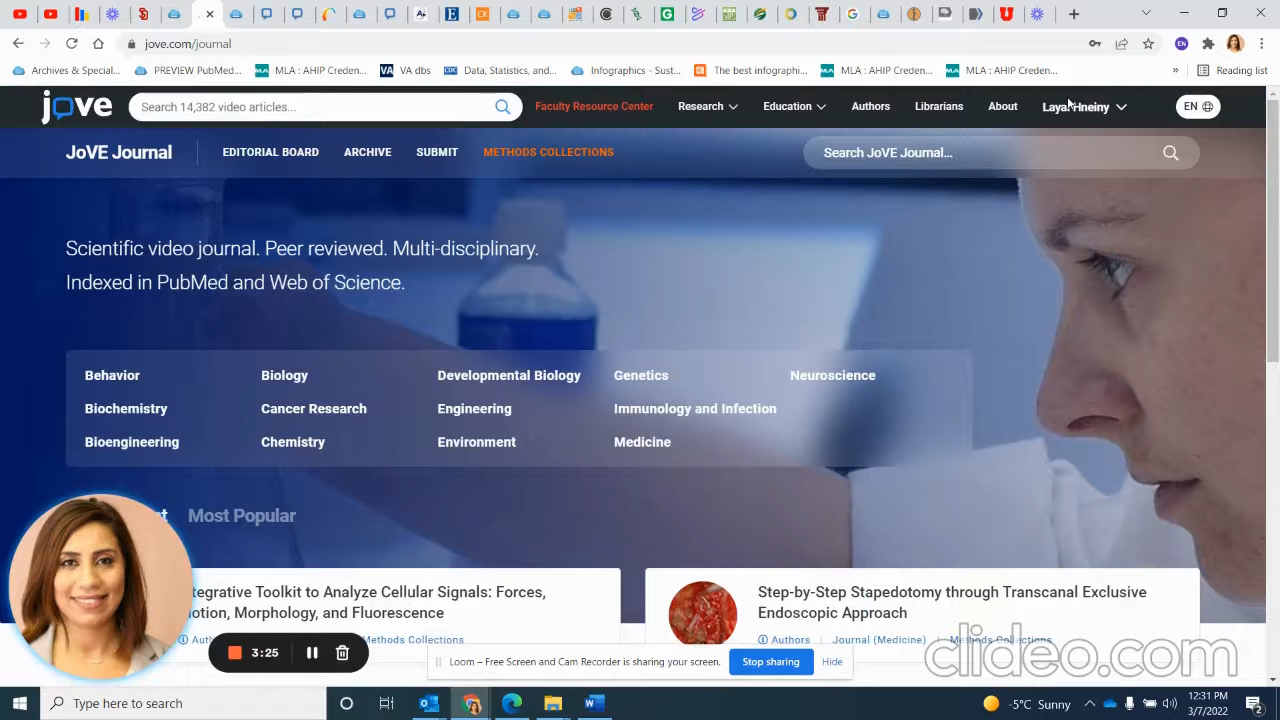 jove.com/journal
Archives & Special...
PREVIEW PubMed...
MLA : AHIP Creden...
VA dbs
Data, Statistics, and...
Infographics - Sust...
The best infographi...
MLA : AHIP Creden...
MLA : AHIP Creden...
»
Reading list
jove
Search 14,382 video articles...
Faculty Resource Center
Research
Education
Authors
Librarians
About
Hneiny
EN
JoVE Journal
EDITORIAL BOARD
ARCHIVE
SUBMIT
METHODS COLLECTIONS
Search JoVE Journal...
Scientific video journal. Peer reviewed. Multi-disciplinary.
Indexed in PubMed and Web of Science.
Behavior
Biology
Developmental Biology
Genetics
Neuroscience
Biochemistry
Cancer Research
Engineering
Immunology and Infection
Bioengineering
Chemistry
Environment
Medicine
Most Popular
tegrative Toolkit to Analyze Cellular Signals: Forces,
otion, Morphology, and Fluorescence
Methods Collections
Step-by-Step Stapedotomy through Transcanal Exclusive
Endoscopic Approach
Authors
Journal (Medicine)
Methods Collections
3:25
Loom – Free Screen and Cam Recorder is sharing your screen.
Stop sharing
Hide
clideo.com
Type here to search
-5°C Sunny
12:31 PM
3/7/2022
2